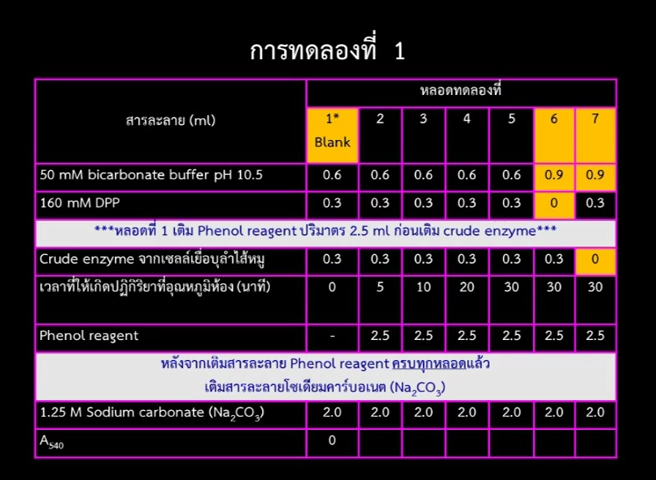 การทดลองที่ 1
สารละลาย (ml)
หลอดทดลองที่
1*
Blank
2 3 4 5 6 7
50 mM bicarbonate buffer pH 10.5 0.6 0.6 0.6 0.6 0.6 0.9 0.9
160 mM DPP 0.3 0.3 0.3 0.3 0.3 0 0.3
***หลอดที่ 1 เติม Phenol reagent ปริมาตร 2.5 ml ก่อนเติม crude enzyme***
Crude enzyme จากเซลล์เยื่อบุลำไส้หมู 0.3 0.3 0.3 0.3 0.3 0.3 0
เวลาที่ให้เกิดปฏิกิริยาที่อุณหภูมิห้อง (นาที) 0 5 10 20 30 30 30
Phenol reagent - 2.5 2.5 2.5 2.5 2.5 2.5
หลังจากเติมสารละลาย Phenol reagent ครบทุกหลอดแล้ว
เติมสารละลายโซเดียมคาร์บอเนต (Na₂CO₃)
1.25 M Sodium carbonate (Na₂CO₃) 2.0 2.0 2.0 2.0 2.0 2.0 2.0
A₅₄₀ 0